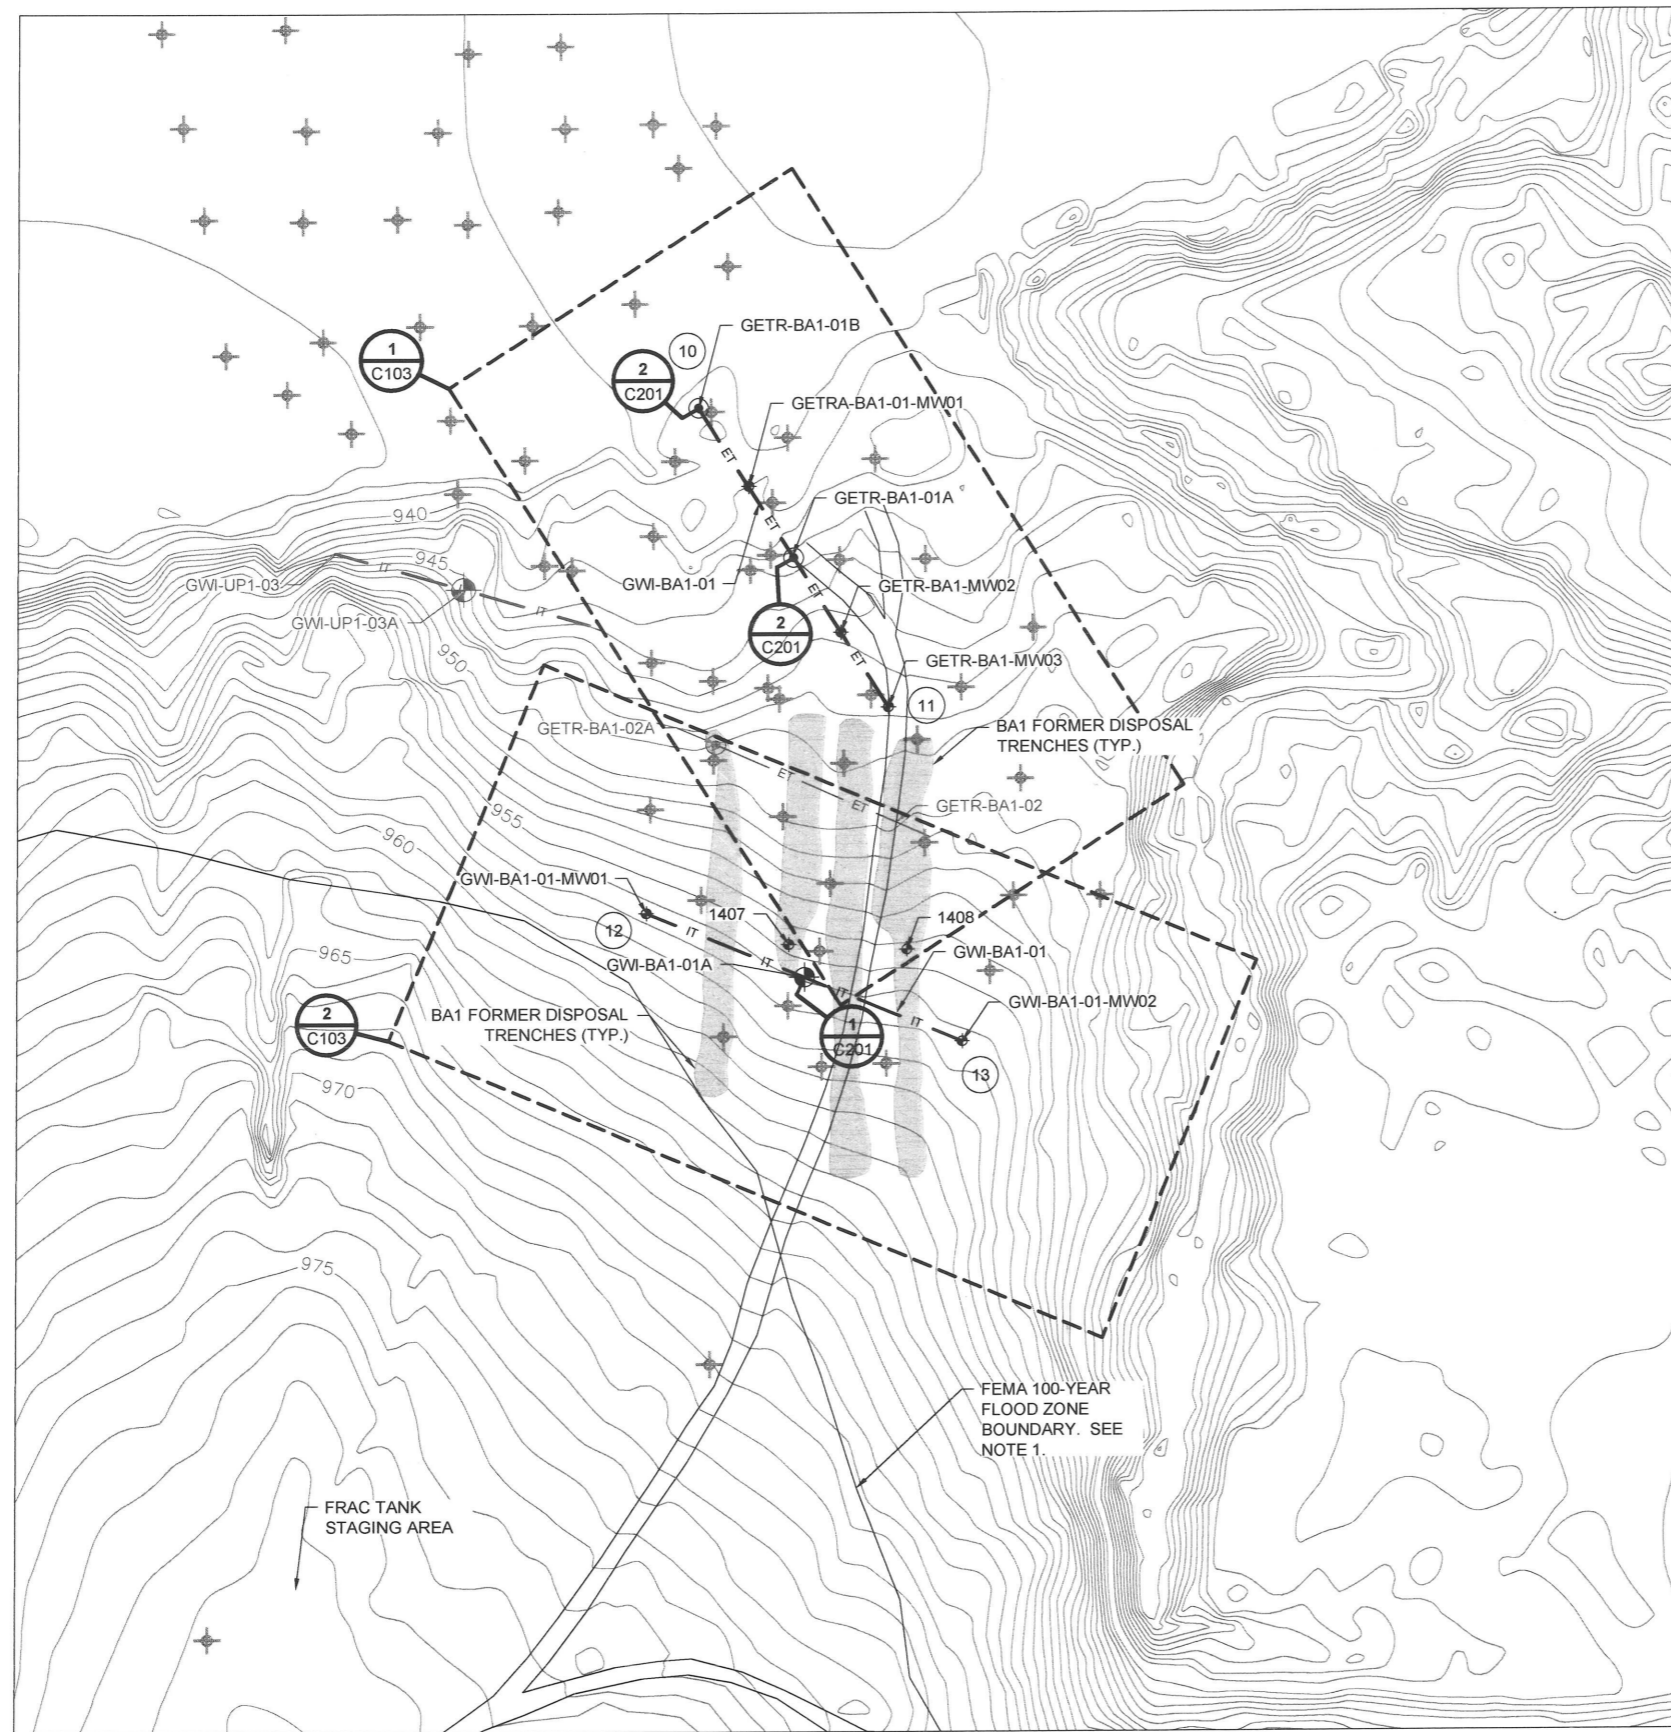 GETR-BA1-01B
10
1
C103
2
C201
GETRA-BA1-01-MW01
ET
GETR-BA1-01A
940
ET
945
IT
GWI-UP1-03
GWI-BA1-01
ET
GETR-BA1-MW02
IT
GWI-UP1-03A
2
C201
950
ET
GETR-BA1-MW03
11
BA1 FORMER DISPOSAL
TRENCHES (TYP.)
GETR-BA1-02A
ET
ET
GETR-BA1-02
955
960
GWI-BA1-01-MW01
1407
1408
12
IT
GWI-BA1-01
965
GWI-BA1-01A
IT
IT
GWI-BA1-01-MW02
2
C103
BA1 FORMER DISPOSAL
TRENCHES (TYP.)
1
C201
IT
13
970
975
FEMA 100-YEAR
FLOOD ZONE
BOUNDARY. SEE
NOTE 1.
FRAC TANK
STAGING AREA